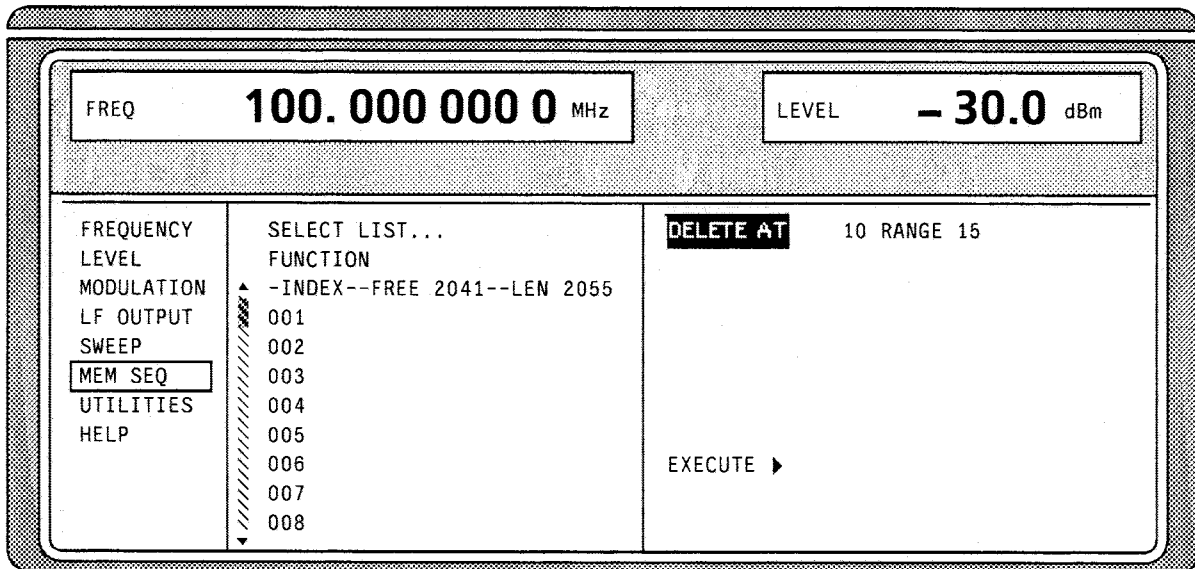 FREQ 100. 000 000 0 MHz
LEVEL – 30.0 dBm
FREQUENCY
LEVEL
MODULATION
LF OUTPUT
SWEEP
MEM SEQ
UTILITIES
HELP
SELECT LIST...
FUNCTION
-INDEX--FREE 2041--LEN 2055
001
002
003
004
005
006
007
008
DELETE AT 10 RANGE 15
EXECUTE